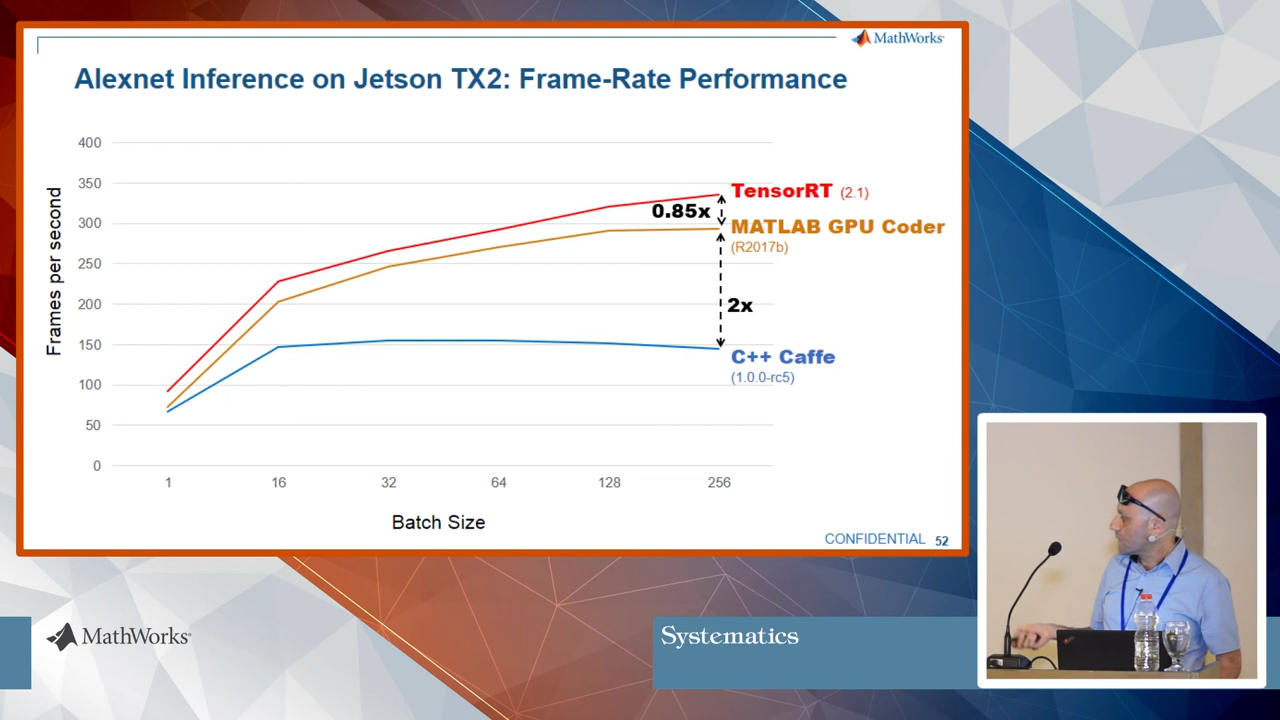 MathWorks
Alexnet Inference on Jetson TX2: Frame-Rate Performance
400
350
300
250
200
150
100
50
0
Frames per second
1 16 32 64 128 256
Batch Size
TensorRT (2.1)
0.85x
MATLAB GPU Coder
(R2017b)
2x
C++ Caffe
(1.0.0-rc5)
CONFIDENTIAL 52
MathWorks
Systematics